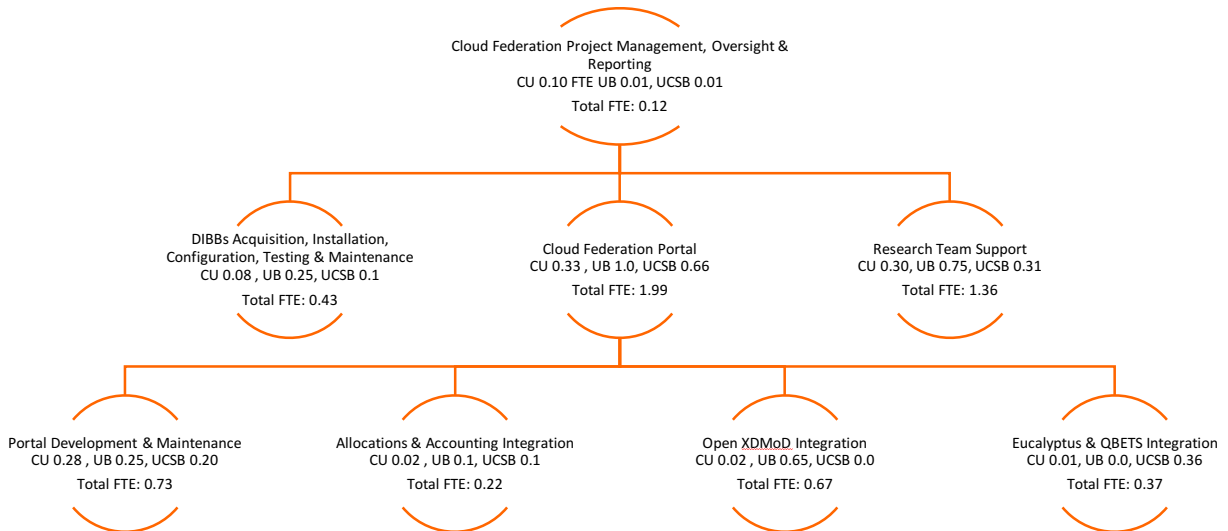 Cloud Federation Project Management, Oversight &
Reporting
CU 0.10 FTE UB 0.01, UCSB 0.01
Total FTE: 0.12
DIBBs Acquisition, Installation,
Configuration, Testing & Maintenance
CU 0.08 , UB 0.25, UCSB 0.1
Total FTE: 0.43
Cloud Federation Portal
CU 0.33 , UB 1.0, UCSB 0.66
Total FTE: 1.99
Research Team Support
CU 0.30, UB 0.75, UCSB 0.31
Total FTE: 1.36
Portal Development & Maintenance
CU 0.28 , UB 0.25, UCSB 0.20
Total FTE: 0.73
Allocations & Accounting Integration
CU 0.02 , UB 0.1, UCSB 0.1
Total FTE: 0.22
Open XDMoD Integration
CU 0.02 , UB 0.65, UCSB 0.0
Total FTE: 0.67
Eucalyptus & QBETS Integration
CU 0.01, UB 0.0, UCSB 0.36
Total FTE: 0.37